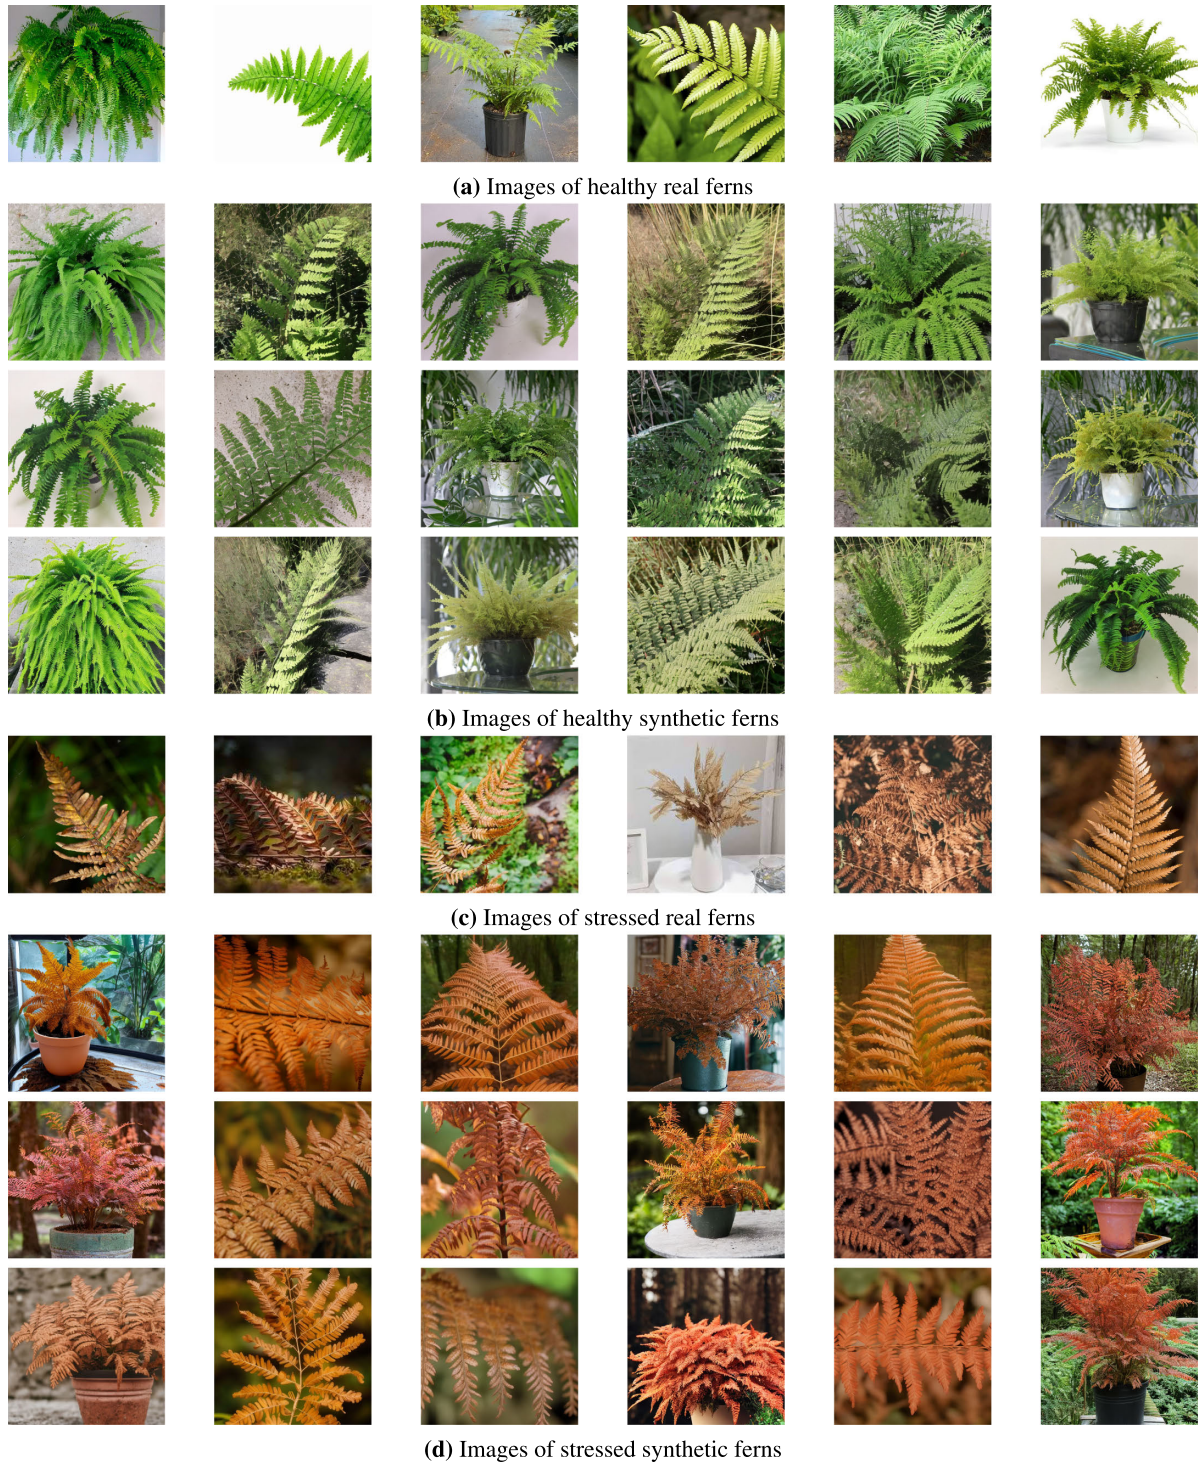 (a) Images of healthy real ferns
(b) Images of healthy synthetic ferns
(c) Images of stressed real ferns
(d) Images of stressed synthetic ferns